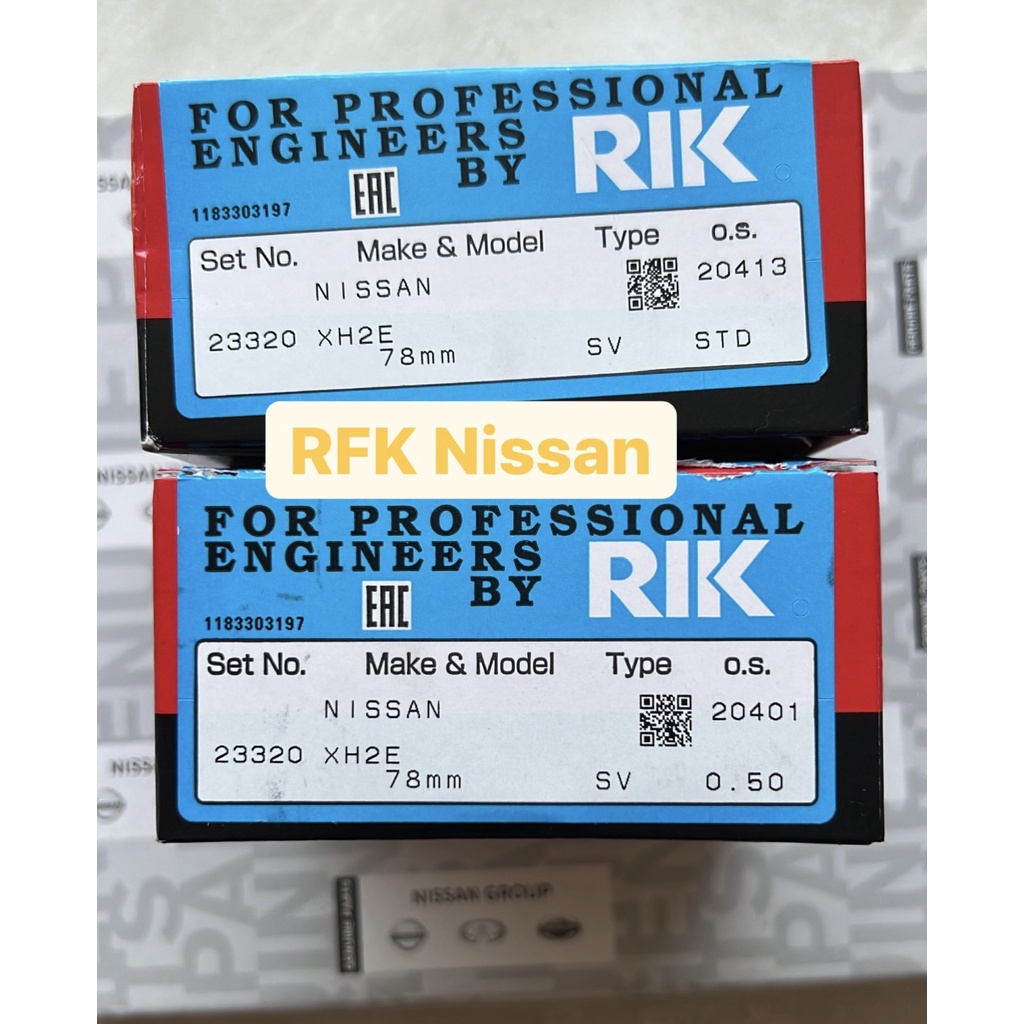 FOR PROFESSIONAL
ENGINEERS
BY RIK
EAC
1183303197
Set No. Make & Model Type o.s.
NISSAN 20413
23320 XH2E
78mm SV STD
RFK Nissan
FOR PROFESSIONAL
ENGINEERS
BY RIK
EAC
1183303197
Set No. Make & Model Type o.s.
NISSAN 20401
23320 XH2E
78mm SV 0.50
NISSAN GROUP
GENUINE PARTS